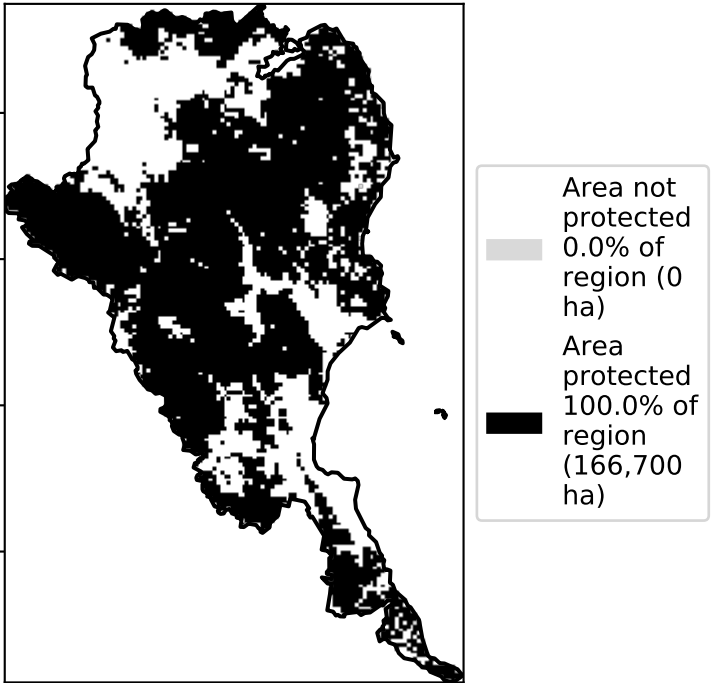 Area not
protected
0.0% of
region (0
ha)
Area
protected
100.0% of
region
(166,700
ha)